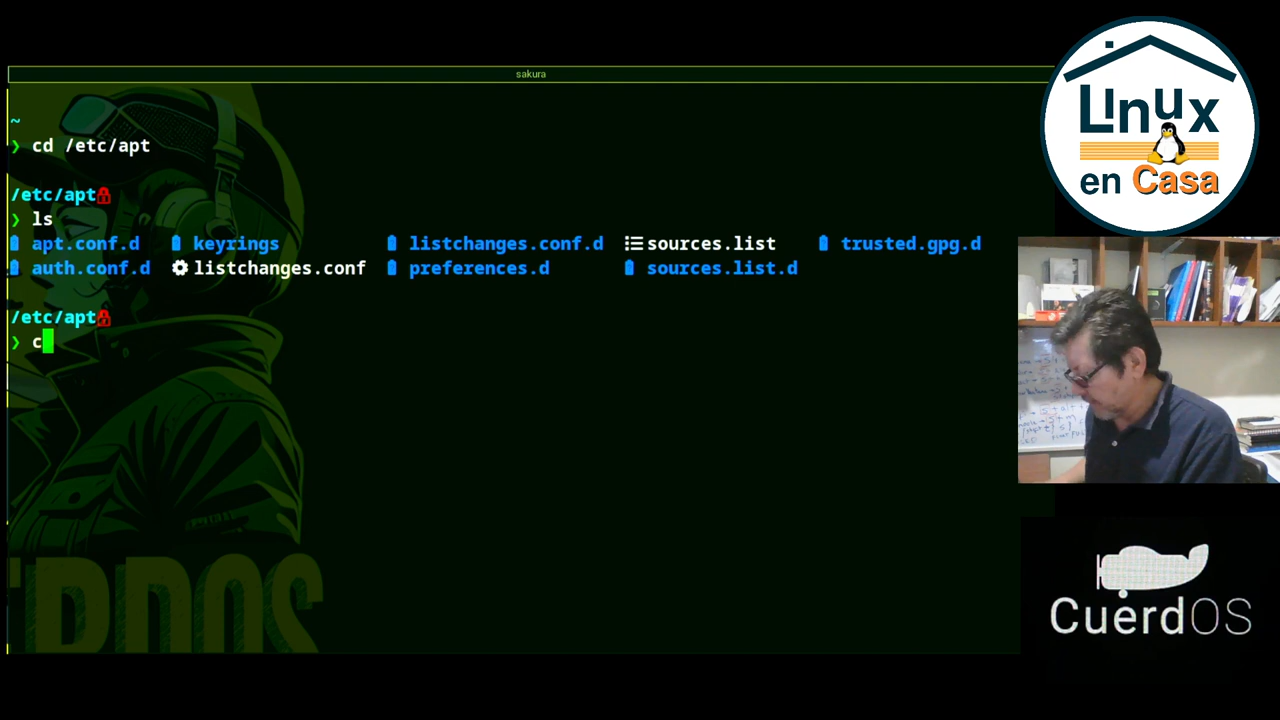 sakura
~
❯ cd /etc/apt
/etc/apt
❯ ls
apt.conf.d keyrings listchanges.conf.d sources.list trusted.gpg.d
auth.conf.d listchanges.conf preferences.d sources.list.d
/etc/apt
❯ c
Linux
en Casa
CuerdOS